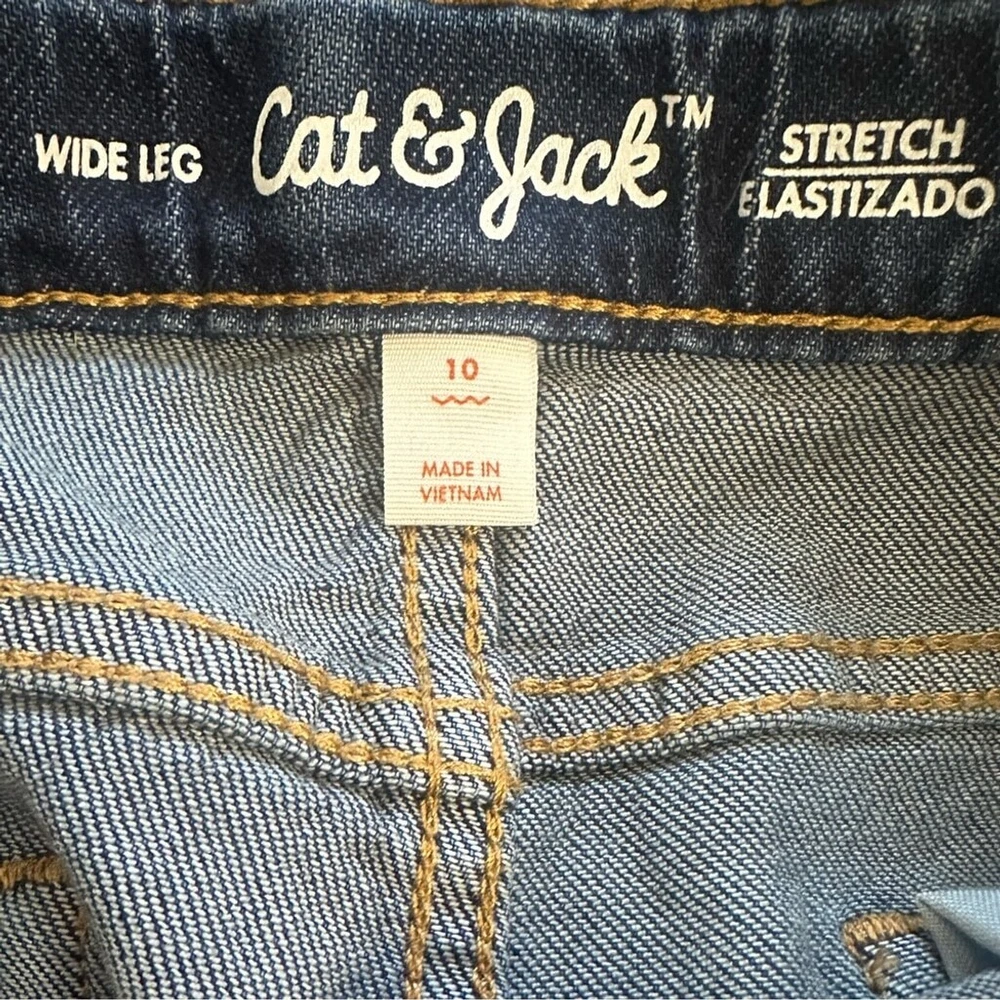 WIDE LEG
Cat & Jack™
STRETCH
ELASTIZADO
10
MADE IN
VIETNAM